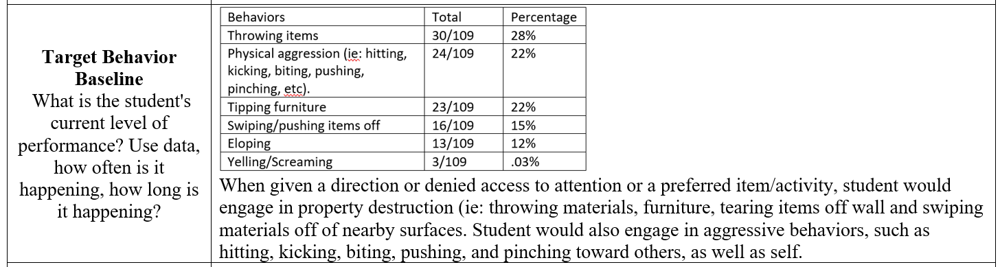 Target Behavior
Baseline
What is the student's
current level of
performance? Use data,
how often is it
happening, how long is
it happening?
Behaviors Total Percentage
Throwing items 30/109 28%
Physical aggression (ie: hitting, 24/109 22%
kicking, biting, pushing,
pinching, etc).
Tipping furniture 23/109 22%
Swiping/pushing items off 16/109 15%
Eloping 13/109 12%
Yelling/Screaming 3/109 .03%
When given a direction or denied access to attention or a preferred item/activity, student would
engage in property destruction (ie: throwing materials, furniture, tearing items off wall and swiping
materials off of nearby surfaces. Student would also engage in aggressive behaviors, such as
hitting, kicking, biting, pushing, and pinching toward others, as well as self.